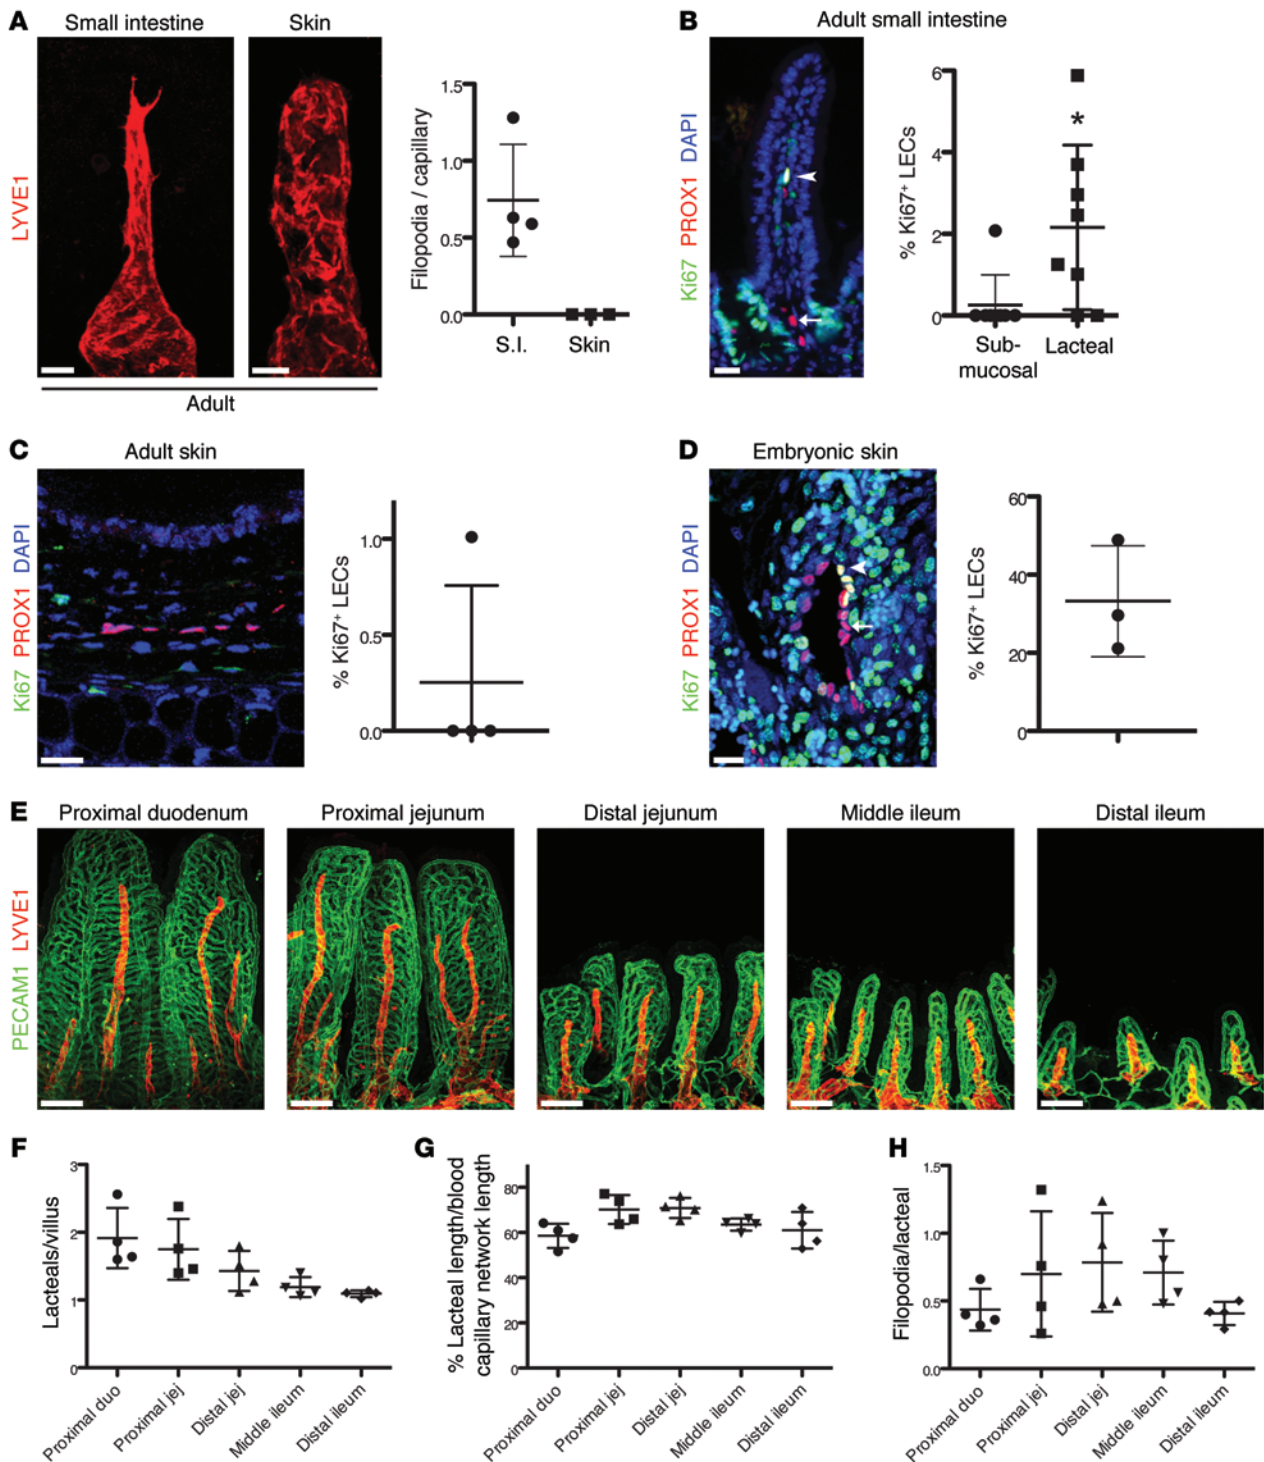 A
Small intestine
Skin
LYVE1
Adult
Filopodia / capillary
1.5
1.0
0.5
0.0
S.I.
Skin
B
Adult small intestine
Ki67 PROX1 DAPI
% Ki67⁺ LECs
6
4
2
0
*
Sub-
mucosal
Lacteal
C
Adult skin
Ki67 PROX1 DAPI
% Ki67⁺ LECs
1.0
0.5
0.0
D
Embryonic skin
Ki67 PROX1 DAPI
% Ki67⁺ LECs
60
40
20
0
E
Proximal duodenum
Proximal jejunum
Distal jejunum
Middle ileum
Distal ileum
PECAM1 LYVE1
F
Lacteals/villus
3
2
1
0
Proximal duo
Proximal jej
Distal jej
Middle ileum
Distal ileum
G
% Lacteal length/blood
capillary network length
80
60
40
20
0
Proximal duo
Proximal jej
Distal jej
Middle ileum
Distal ileum
H
Filopodia/lacteal
1.5
1.0
0.5
0.0
Proximal duo
Proximal jej
Distal jej
Middle ileum
Distal ileum